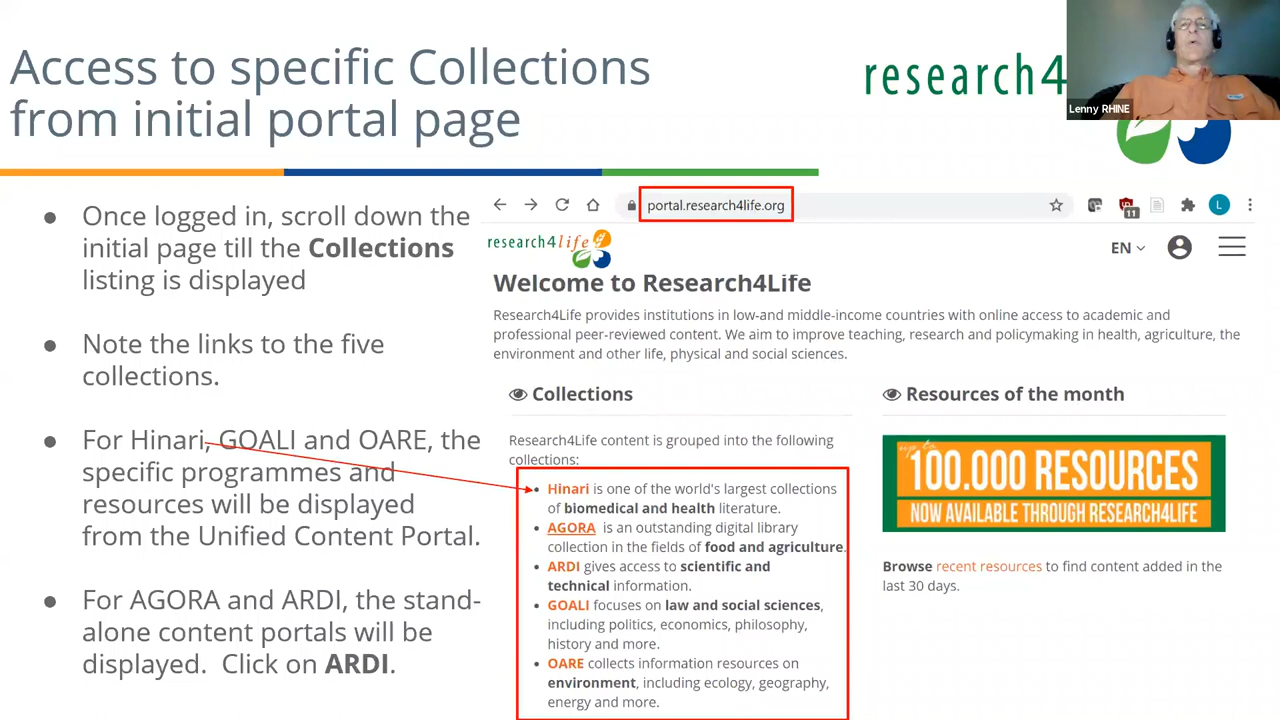 Access to specific Collections
from initial portal page
research4
Lenny RHINE
● Once logged in, scroll down the
initial page till the Collections
listing is displayed
● Note the links to the five
collections.
● For Hinari, GOALI and OARE, the
specific programmes and
resources will be displayed
from the Unified Content Portal.
● For AGORA and ARDI, the stand-
alone content portals will be
displayed. Click on ARDI.
portal.research4life.org
11
L
research4life
EN
Welcome to Research4Life
Research4Life provides institutions in low-and middle-income countries with online access to academic and
professional peer-reviewed content. We aim to improve teaching, research and policymaking in health, agriculture, the
environment and other life, physical and social sciences.
Collections
Research4Life content is grouped into the following
collections:
• Hinari is one of the world's largest collections
of biomedical and health literature.
• AGORA is an outstanding digital library
collection in the fields of food and agriculture.
• ARDI gives access to scientific and
technical information.
• GOALI focuses on law and social sciences,
including politics, economics, philosophy,
history and more.
• OARE collects information resources on
environment, including ecology, geography,
energy and more.
Resources of the month
up to
100.000 RESOURCES
NOW AVAILABLE THROUGH RESEARCH4LIFE
Browse recent resources to find content added in the
last 30 days.